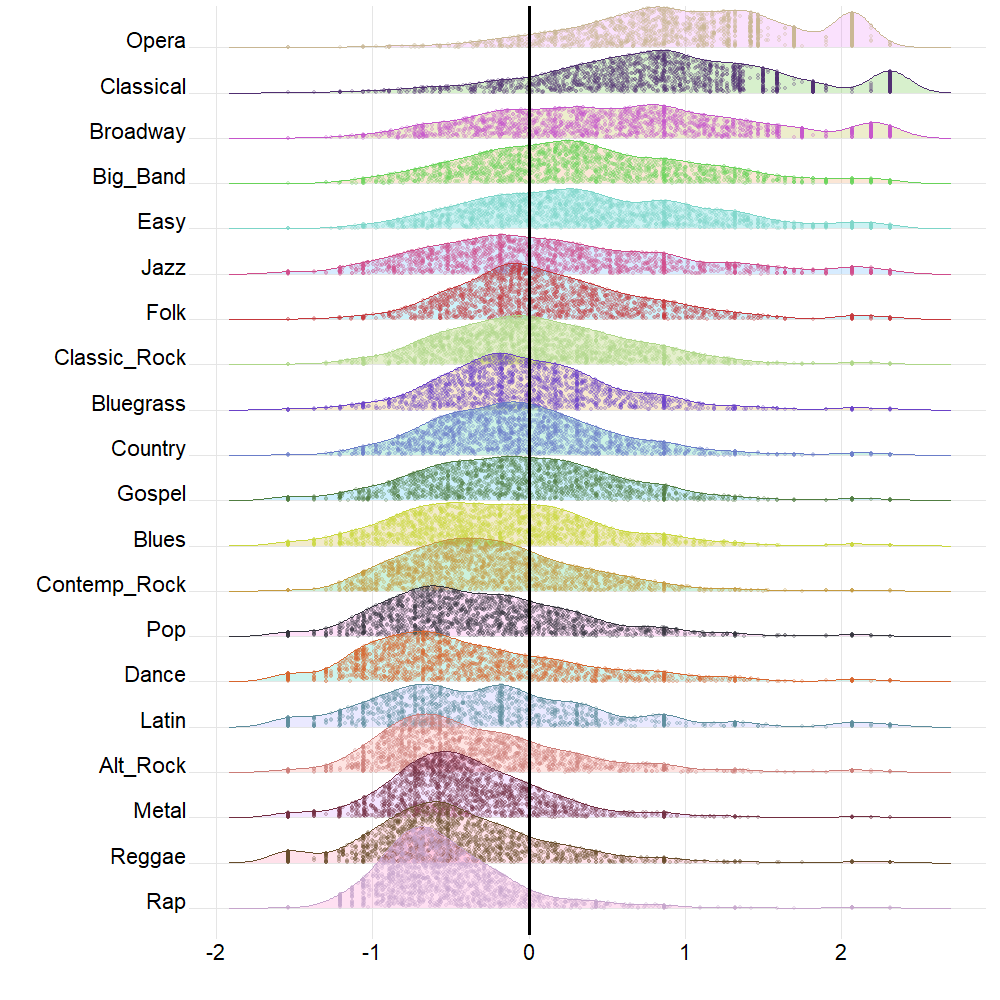 Opera
Classical
Broadway
Big_Band
Easy
Jazz
Folk
Classic_Rock
Bluegrass
Country
Gospel
Blues
Contemp_Rock
Pop
Dance
Latin
Alt_Rock
Metal
Reggae
Rap
-2 -1 0 1 2